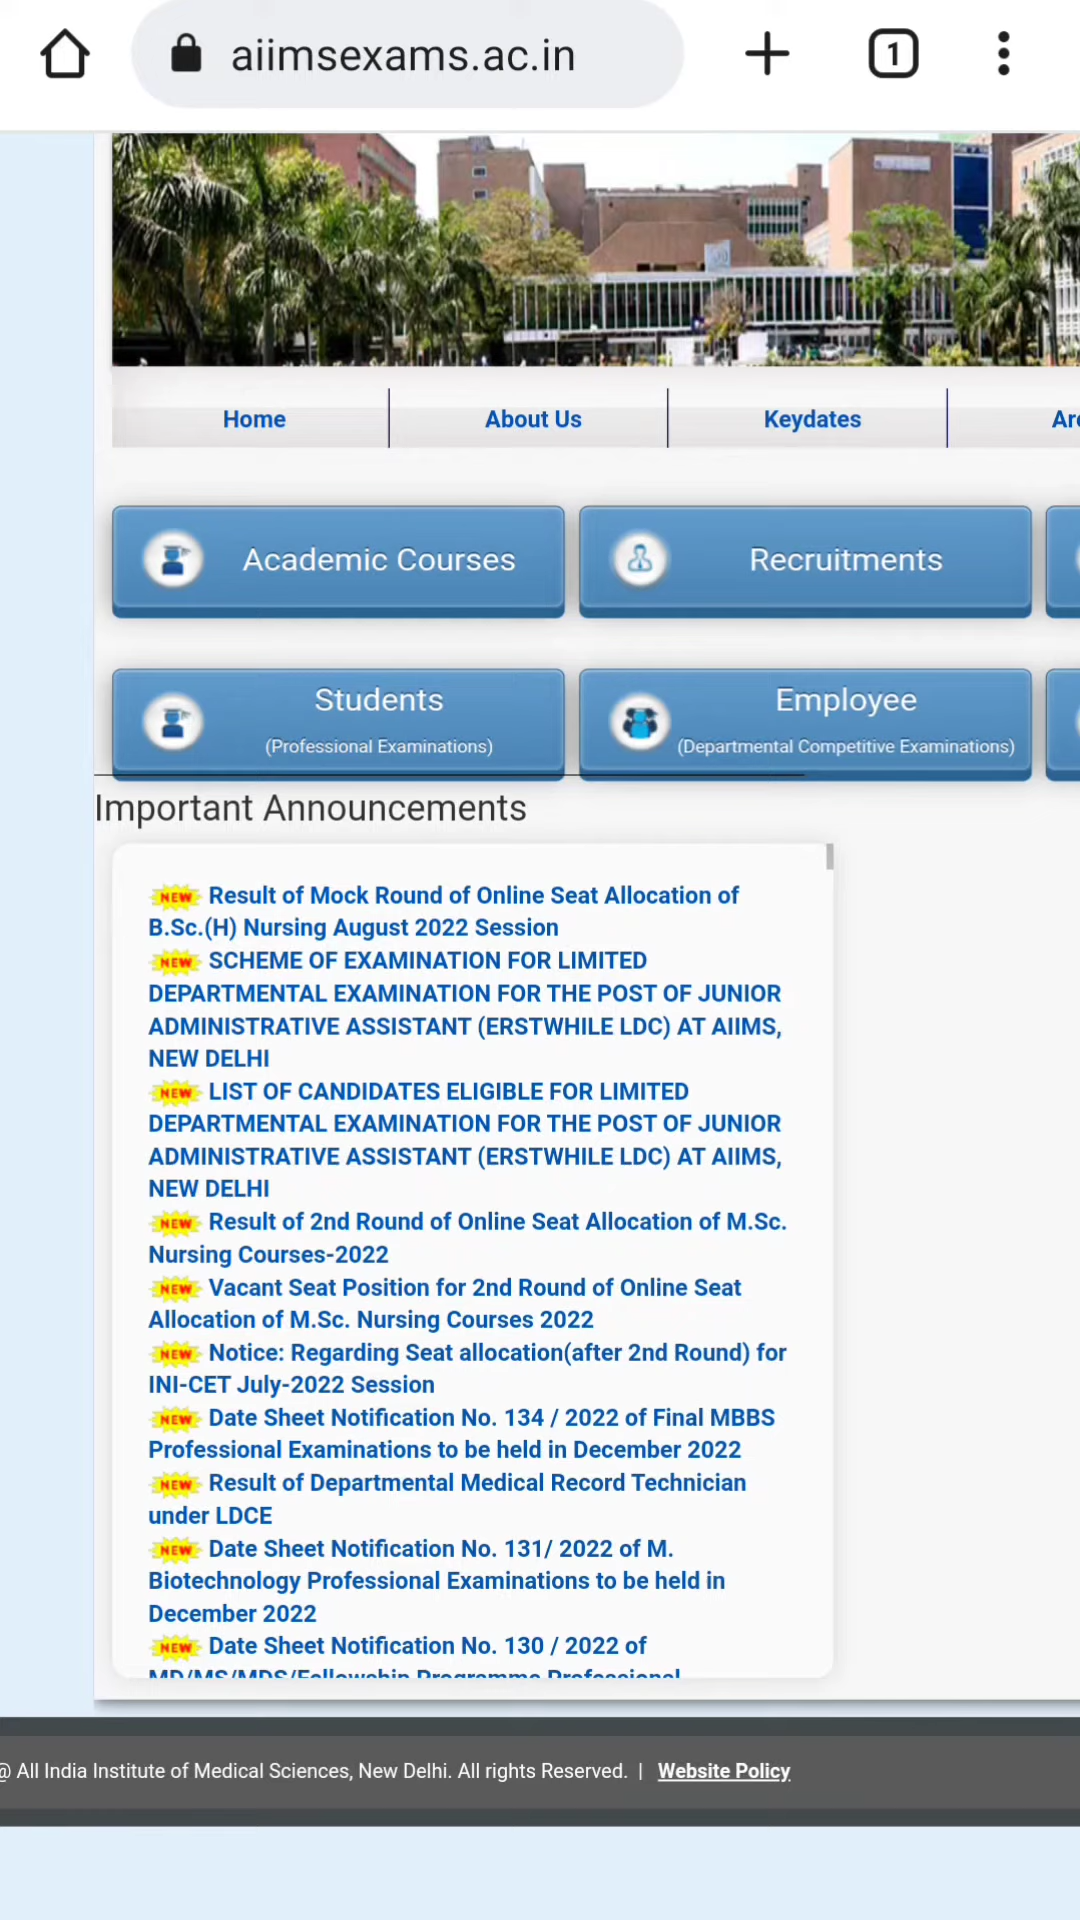 aiimsexams.ac.in
1
Home
About Us
Keydates
Academic Courses
Recruitments
Students
(Professional Examinations)
Employee
(Departmental Competitive Examinations)
Important Announcements
NEW Result of Mock Round of Online Seat Allocation of
B.Sc.(H) Nursing August 2022 Session
NEW SCHEME OF EXAMINATION FOR LIMITED
DEPARTMENTAL EXAMINATION FOR THE POST OF JUNIOR
ADMINISTRATIVE ASSISTANT (ERSTWHILE LDC) AT AIIMS,
NEW DELHI
NEW LIST OF CANDIDATES ELIGIBLE FOR LIMITED
DEPARTMENTAL EXAMINATION FOR THE POST OF JUNIOR
ADMINISTRATIVE ASSISTANT (ERSTWHILE LDC) AT AIIMS,
NEW DELHI
NEW Result of 2nd Round of Online Seat Allocation of M.Sc.
Nursing Courses-2022
NEW Vacant Seat Position for 2nd Round of Online Seat
Allocation of M.Sc. Nursing Courses 2022
NEW Notice: Regarding Seat allocation(after 2nd Round) for
INI-CET July-2022 Session
NEW Date Sheet Notification No. 134 / 2022 of Final MBBS
Professional Examinations to be held in December 2022
NEW Result of Departmental Medical Record Technician
under LDCE
NEW Date Sheet Notification No. 131/ 2022 of M.
Biotechnology Professional Examinations to be held in
December 2022
NEW Date Sheet Notification No. 130 / 2022 of
MD/MS/MDS/Fellowship Programme Professional
@ All India Institute of Medical Sciences, New Delhi. All rights Reserved. | Website Policy